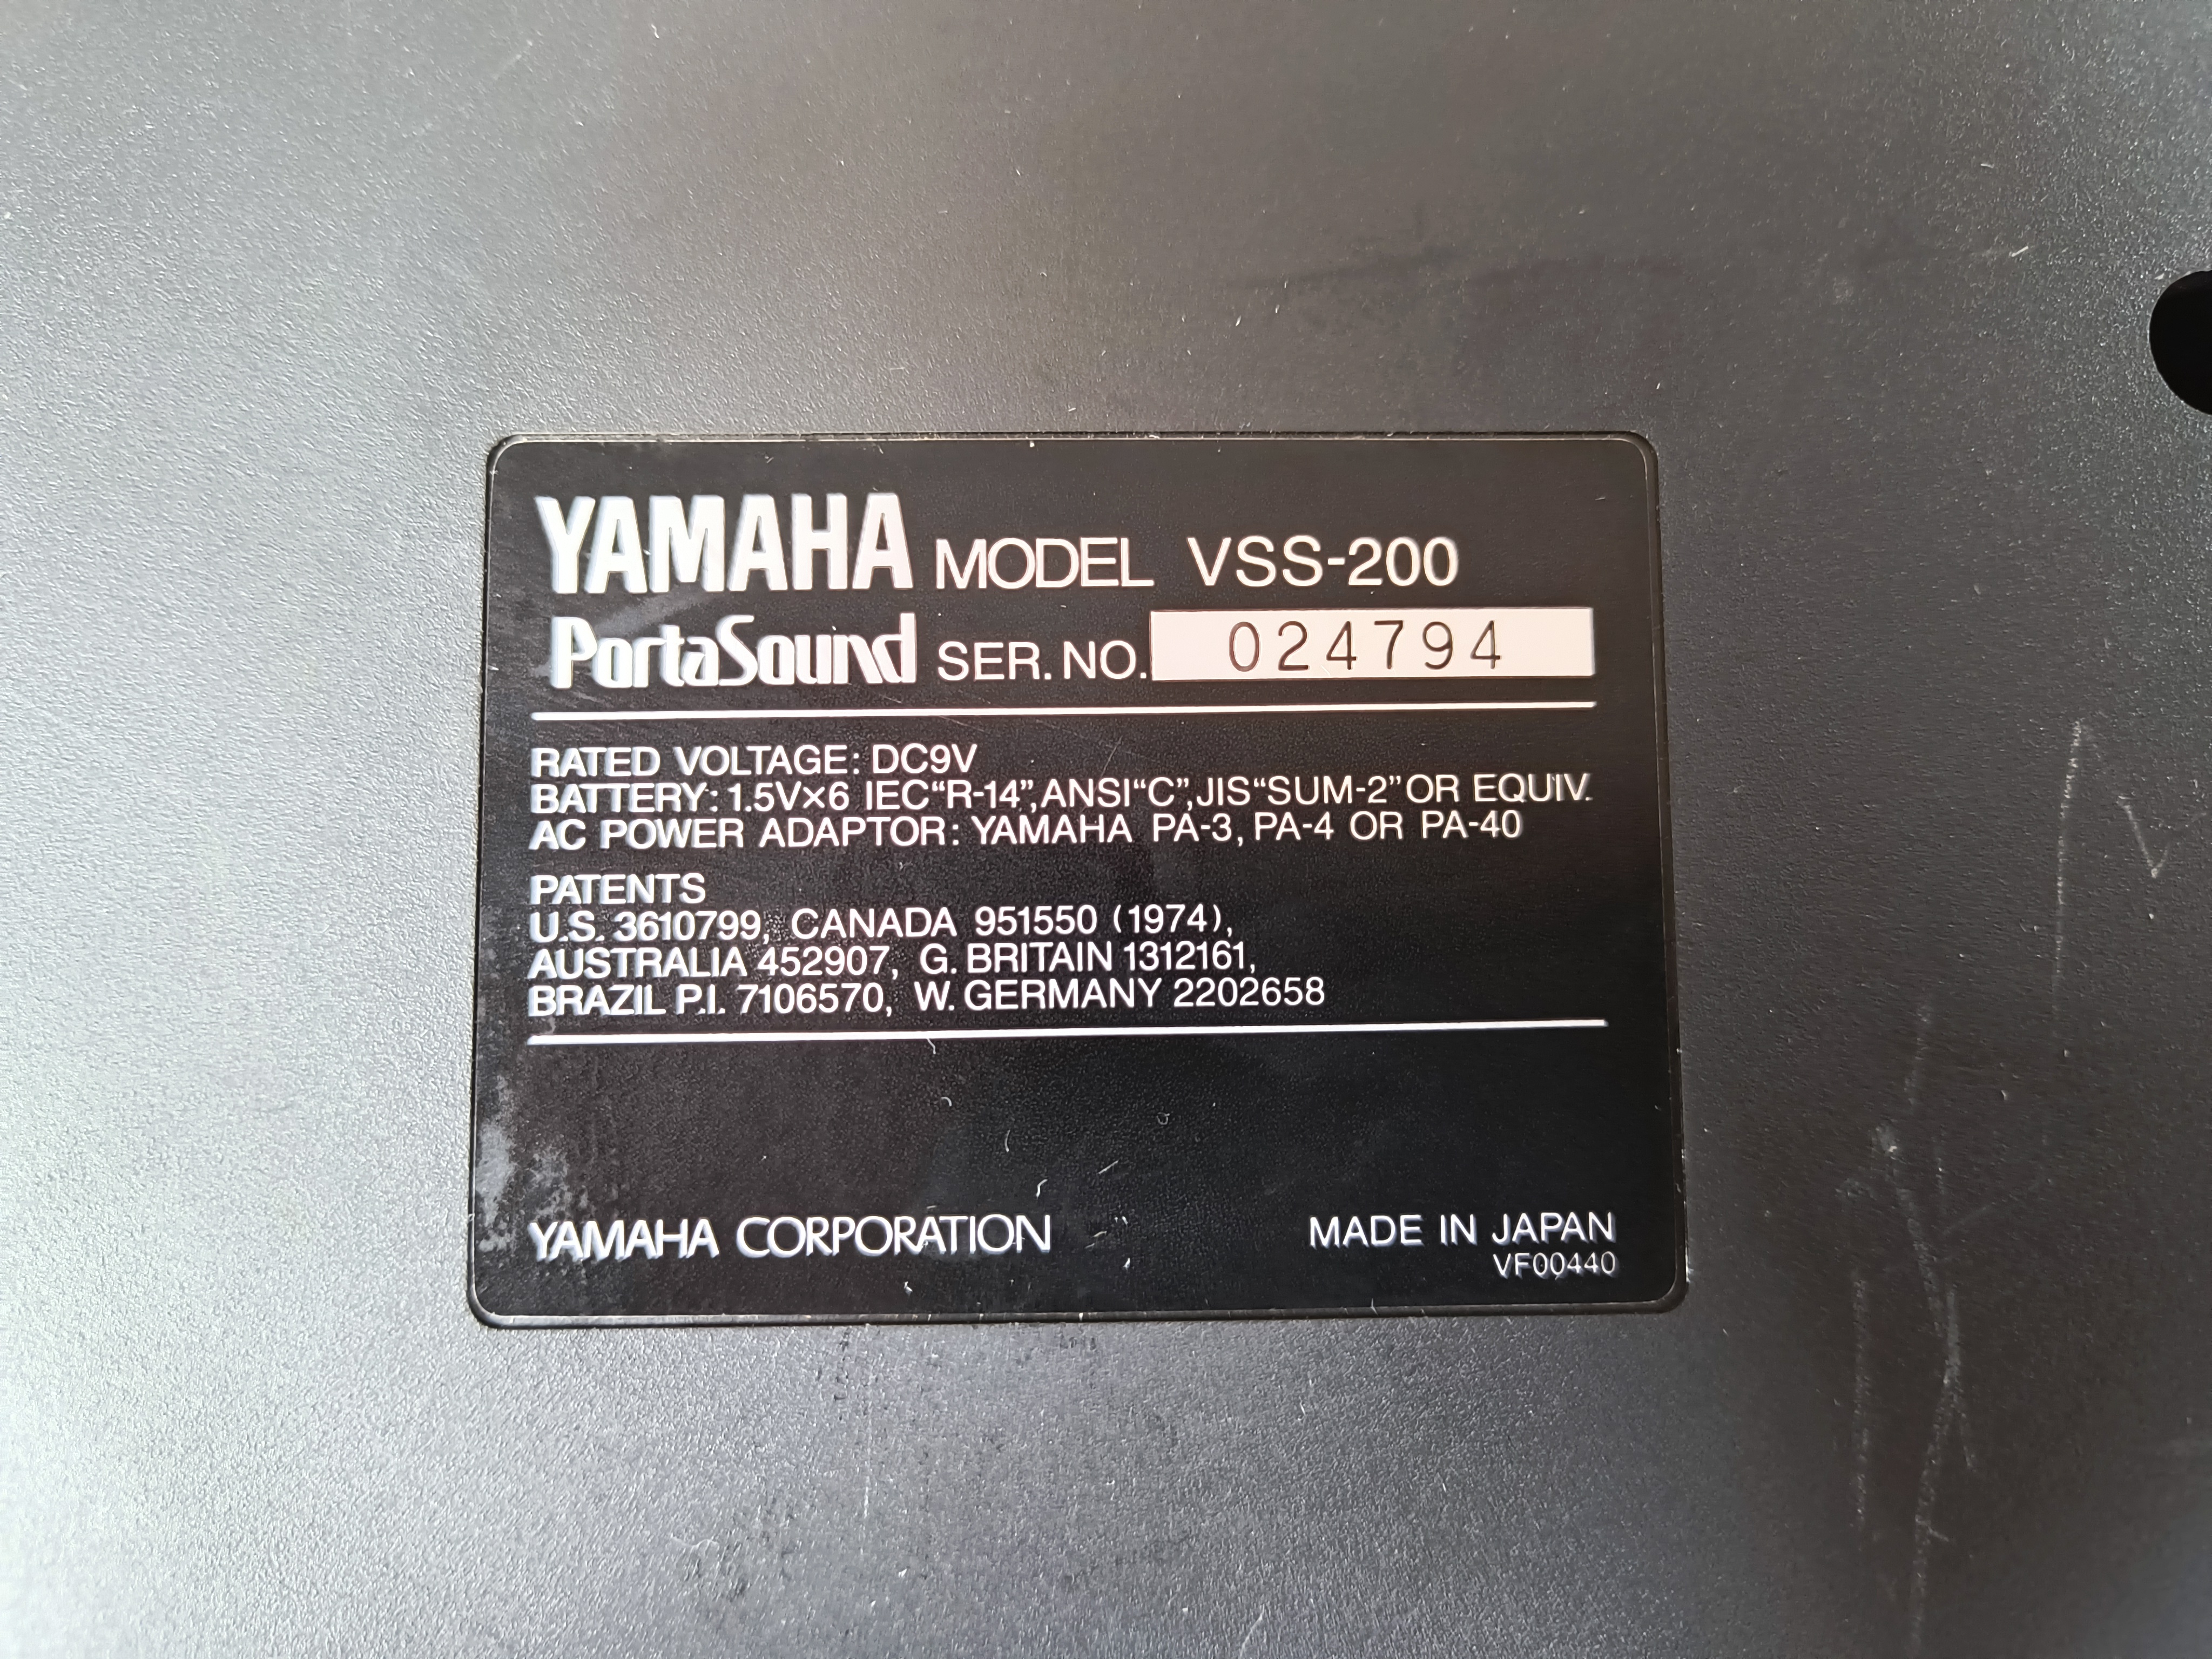 YAMAHA MODEL VSS-200
PortaSound SER. NO. 024794
RATED VOLTAGE: DC9V
BATTERY: 1.5V×6 IEC“R-14”, ANSI“C”, JIS“SUM-2” OR EQUIV.
AC POWER ADAPTOR: YAMAHA PA-3, PA-4 OR PA-40
PATENTS
U.S. 3610799, CANADA 951550 (1974),
AUSTRALIA 452907, G. BRITAIN 1312161,
BRAZIL P.I. 7106570, W. GERMANY 2202658
YAMAHA CORPORATION MADE IN JAPAN
VF00440